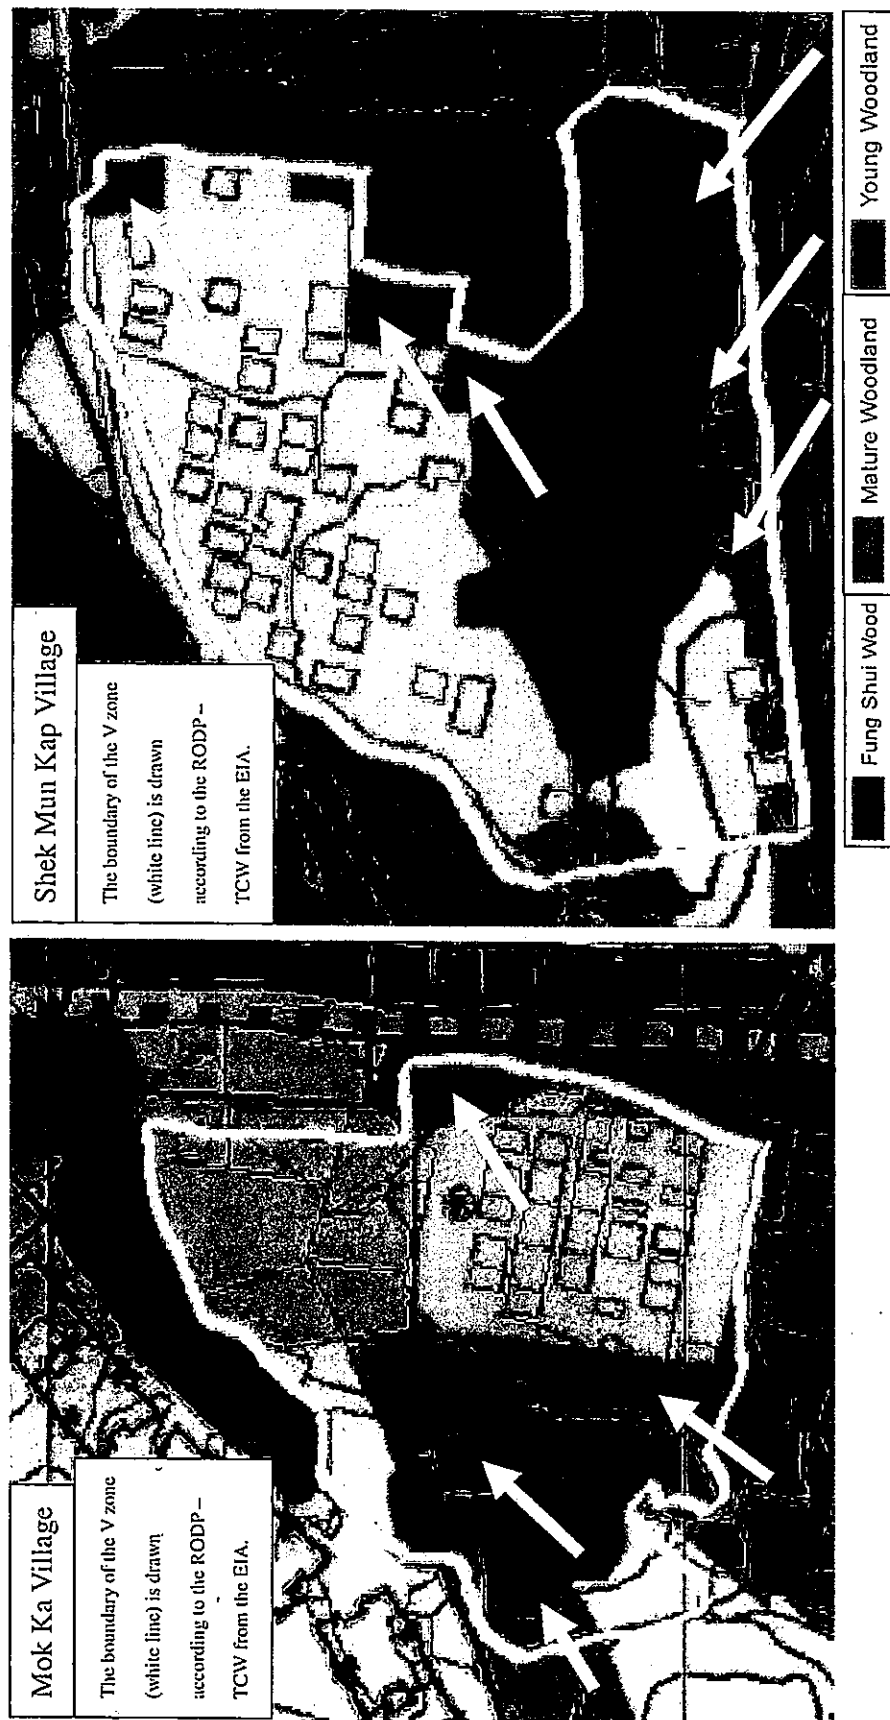 Mok Ka Village
The boundary of the V zone
(white line) is drawn
according to the RODP –
TCW from the EIA.
Shek Mun Kap Village
The boundary of the V zone
(white line) is drawn
according to the RODP –
TCW from the EIA.
Fung Shui Wood
Mature Woodland
Young Woodland